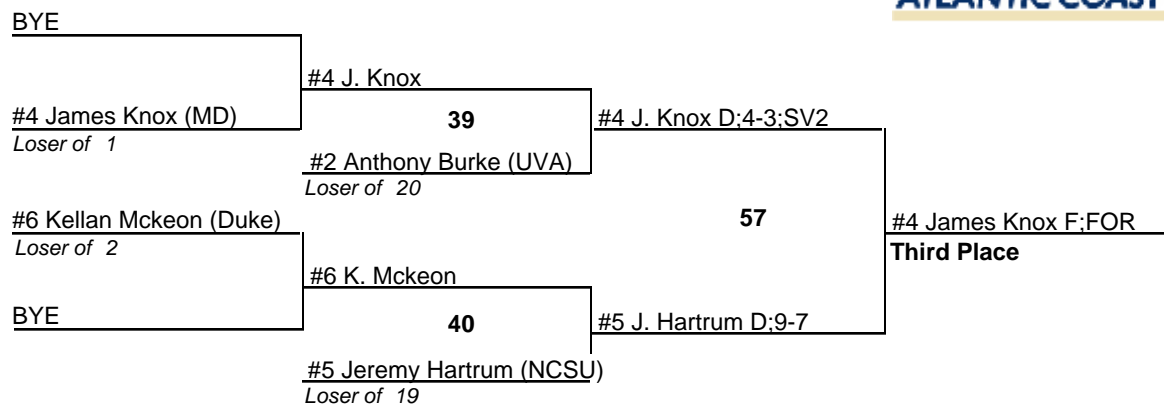 ATLANTIC COAST
BYE
#4 J. Knox
#4 James Knox (MD)
Loser of 1
39
#4 J. Knox D;4-3;SV2
#2 Anthony Burke (UVA)
Loser of 20
#6 Kellan Mckeon (Duke)
Loser of 2
57
#4 James Knox F;FOR
Third Place
#6 K. Mckeon
BYE
40
#5 J. Hartrum D;9-7
#5 Jeremy Hartrum (NCSU)
Loser of 19